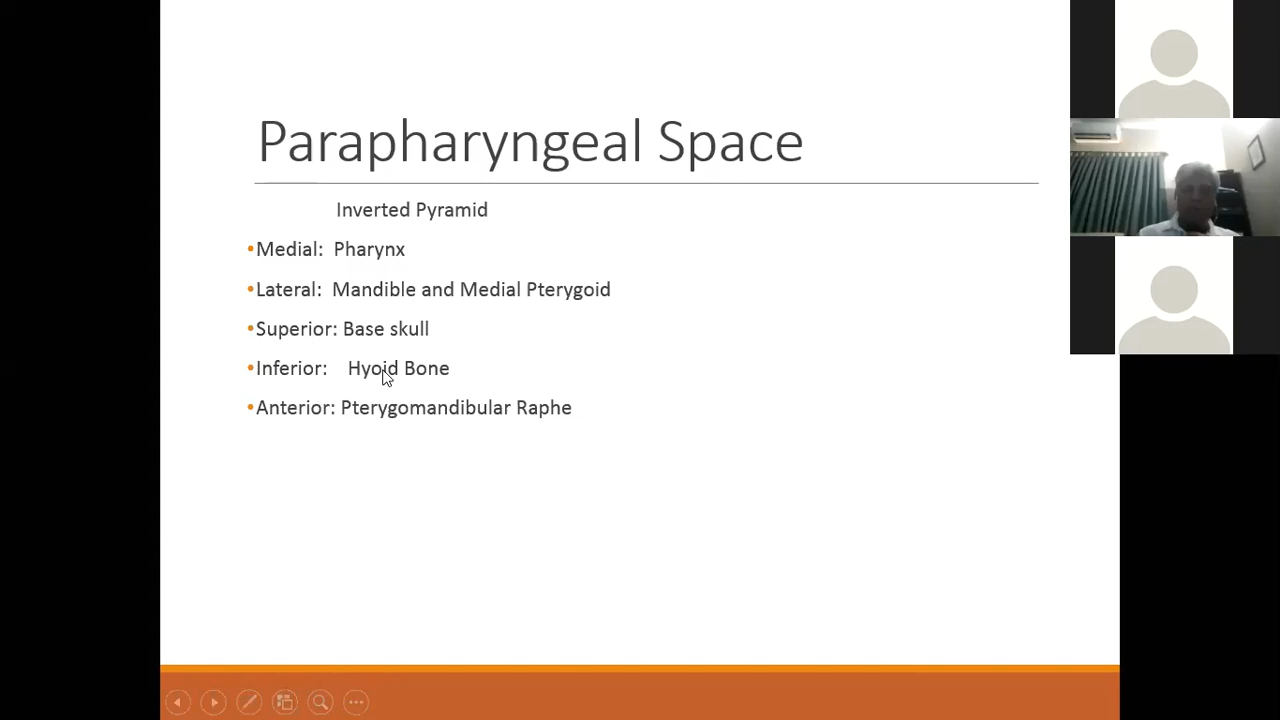 Parapharyngeal Space
Inverted Pyramid
•Medical: Pharynx
•Lateral: Mandible and Medial Pterygoid
•Superior: Base skull
•Inferior: Hyoid Bone
•Anterior: Pterygomandibular Raphe